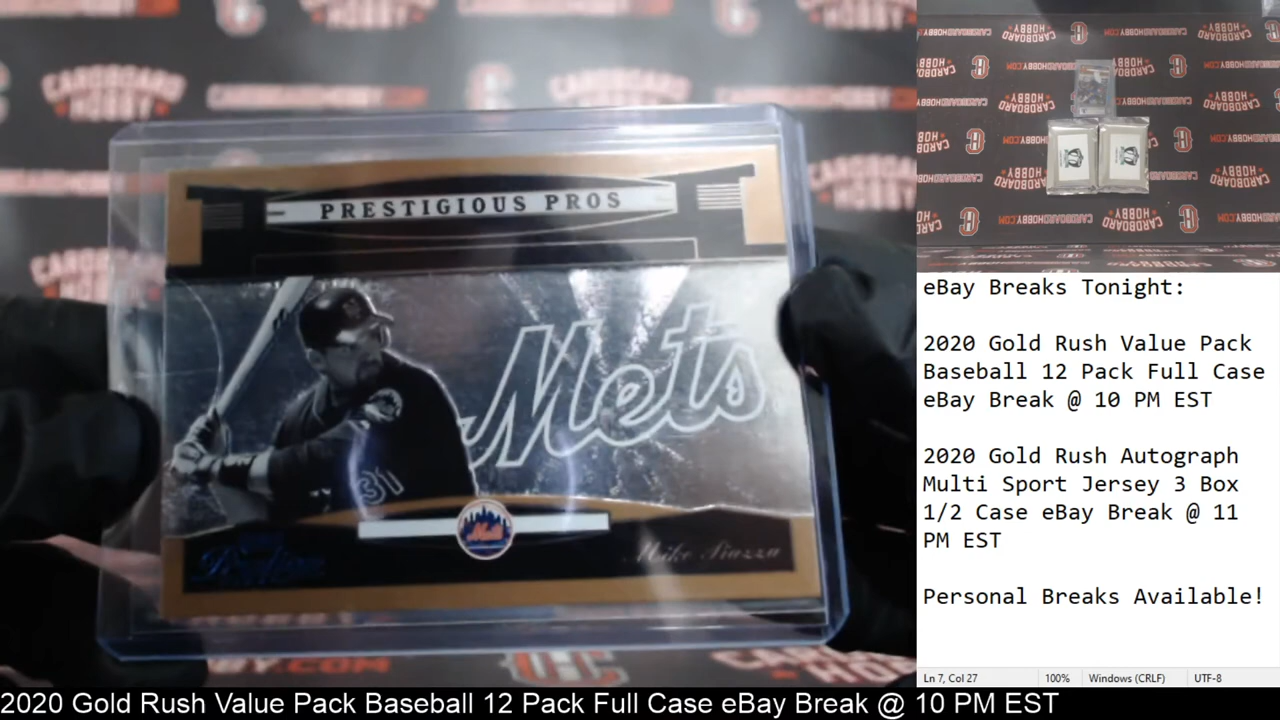 CARDBOARD
HOBBY
PRESTIGIOUS PROS
Mets
31
Mets
Mike Piazza
eBay Breaks Tonight:
2020 Gold Rush Value Pack
Baseball 12 Pack Full Case
eBay Break @ 10 PM EST
2020 Gold Rush Autograph
Multi Sport Jersey 3 Box
1/2 Case eBay Break @ 11
PM EST
Personal Breaks Available!
Ln 7, Col 27 100% Windows (CRLF) UTF-8
2020 Gold Rush Value Pack Baseball 12 Pack Full Case eBay Break @ 10 PM EST